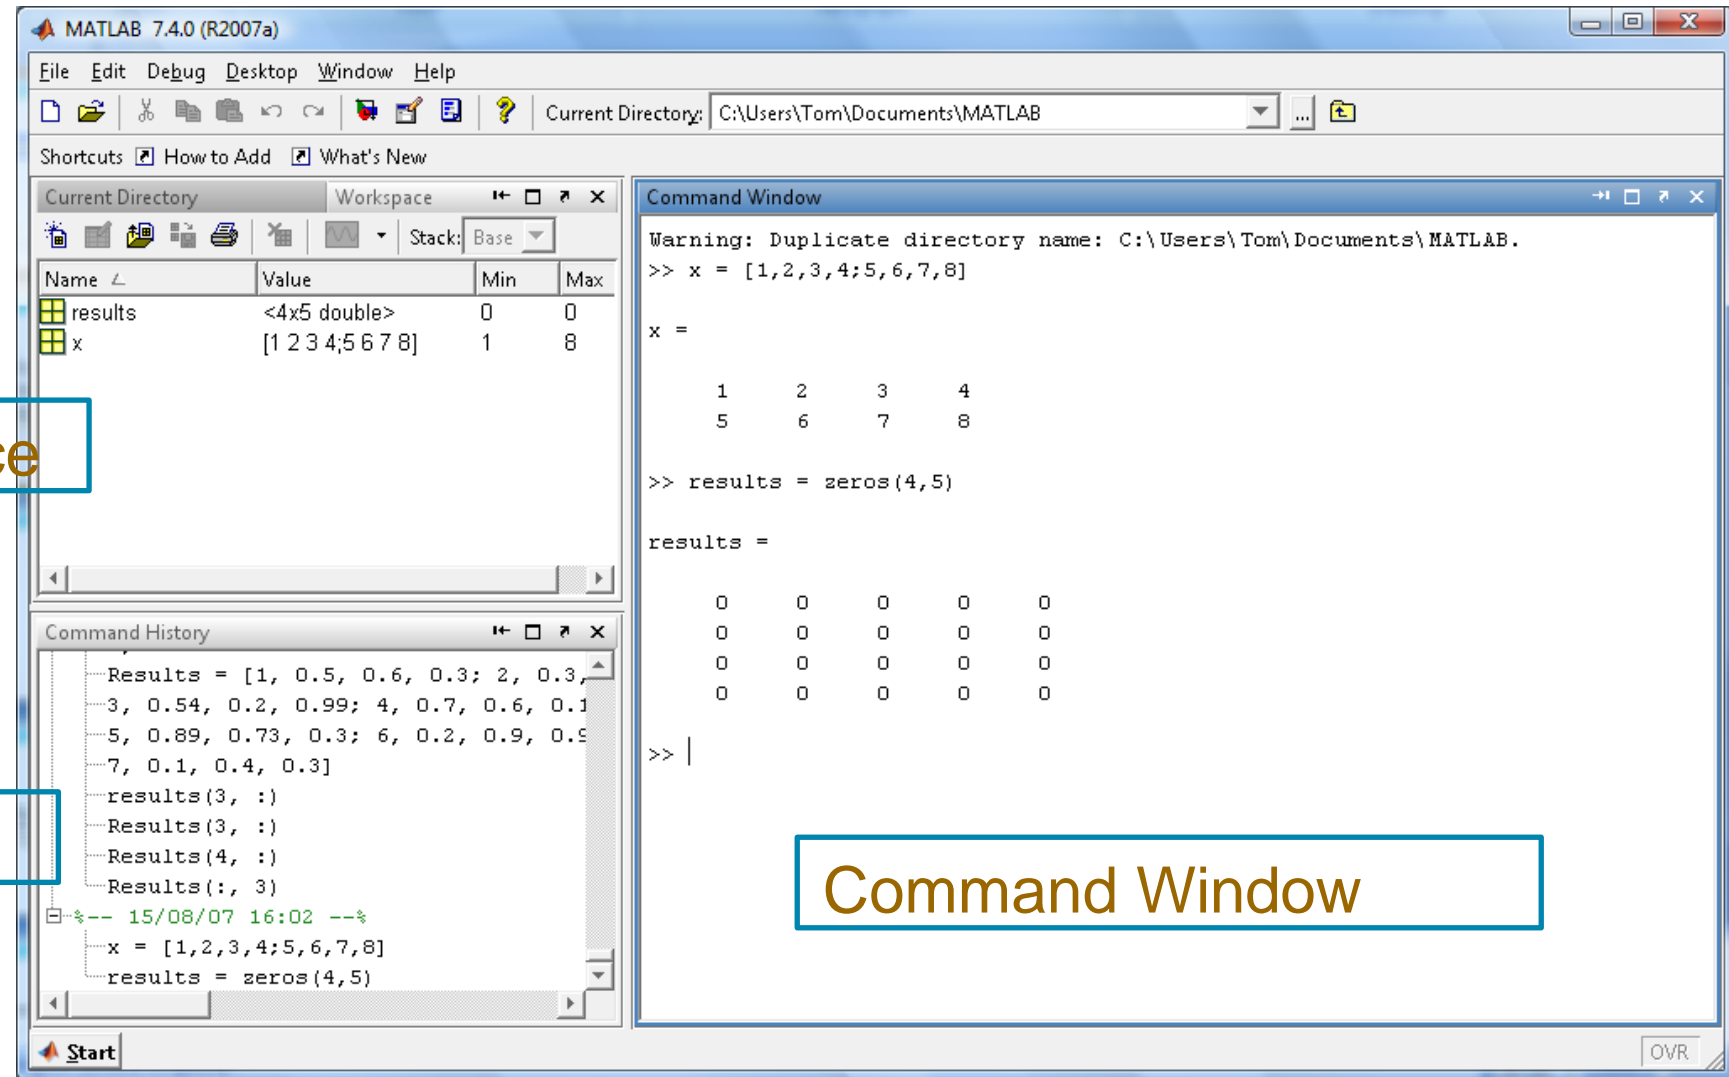 MATLAB 7.4.0 (R2007a)
File Edit Debug Desktop Window Help
Current Directory: C:\Users\Tom\Documents\MATLAB ...
Shortcuts How to Add What's New
Current Directory Workspace
Stack: Base
Name Value Min Max
results <4x5 double> 0 0
x [1 2 3 4;5 6 7 8] 1 8
ce
Command History
Results = [1, 0.5, 0.6, 0.3; 2, 0.3,
3, 0.54, 0.2, 0.99; 4, 0.7, 0.6, 0.1
5, 0.89, 0.73, 0.3; 6, 0.2, 0.9, 0.9
7, 0.1, 0.4, 0.3]
results(3, :)
Results(3, :)
Results(4, :)
Results(:, 3)
%-- 15/08/07 16:02 --%
x = [1,2,3,4;5,6,7,8]
results = zeros(4,5)
Command Window
Warning: Duplicate directory name: C:\Users\Tom\Documents\MATLAB.
>> x = [1,2,3,4;5,6,7,8]
x =
1 2 3 4
5 6 7 8
>> results = zeros(4,5)
results =
0 0 0 0 0
0 0 0 0 0
0 0 0 0 0
0 0 0 0 0
>>
Command Window
Start
OVR